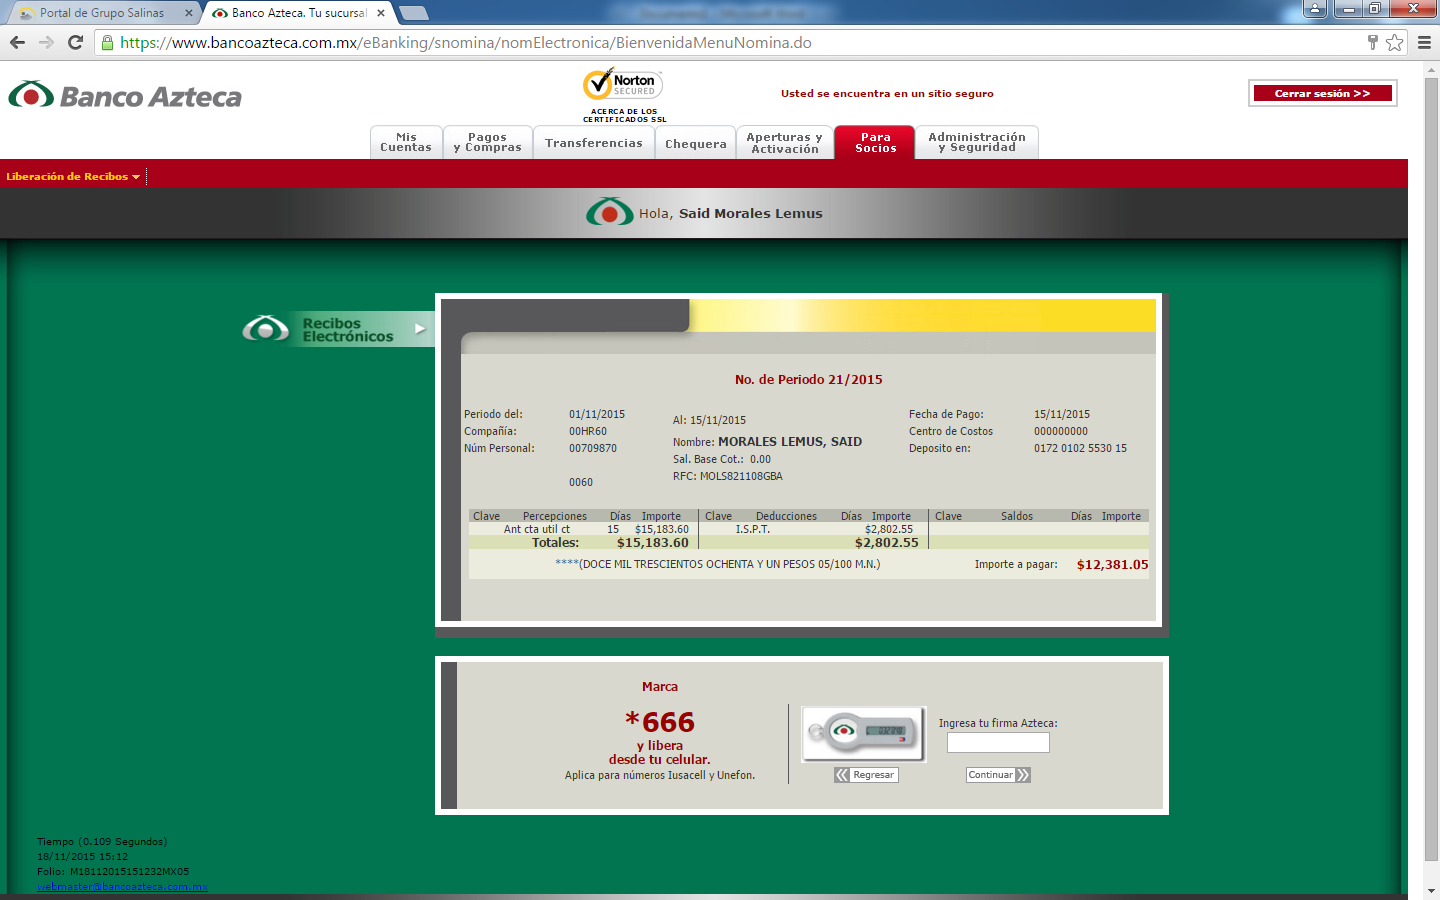 Portal de Grupo Salinas
Banco Azteca. Tu sucursal
https://www.bancoazteca.com.mx/eBanking/snomina/nomElectronica/BienvenidaMenuNomina.do
Banco Azteca
Norton
SECURED
ACERCA DE LOS
CERTIFICADOS SSL
Usted se encuentra en un sitio seguro
Cerrar sesión >>
Mis Cuentas
Pagos y Compras
Transferencias
Chequera
Aperturas y Activación
Para Socios
Administración y Seguridad
Liberación de Recibos
Hola, Said Morales Lemus
Recibos
Electrónicos
No. de Periodo 21/2015
Periodo del: 01/11/2015 Al: 15/11/2015 Fecha de Pago: 15/11/2015
Compañía: 00HR60 Nombre: MORALES LEMUS, SAID Centro de Costos 000000000
Núm Personal: 00709870 Sal. Base Cot.: 0.00 Deposito en: 0172 0102 5530 15
0060 RFC: MOLS821108GBA
Clave Percepciones Días Importe Clave Deducciones Días Importe Clave Saldos Días Importe
Ant cta util ct 15 $15,183.60 I.S.P.T. $2,802.55
Totales: $15,183.60 $2,802.55
****(DOCE MIL TRESCIENTOS OCHENTA Y UN PESOS 05/100 M.N.) Importe a pagar: $12,381.05
Marca
*666
y libera
desde tu celular.
Aplica para números Iusacell y Unefon.
Ingresa tu firma Azteca:
Regresar
Continuar
Tiempo (0.109 Segundos)
18/11/2015 15:12
Folio: M18112015151232MX05
webmaster@bancoazteca.com.mx